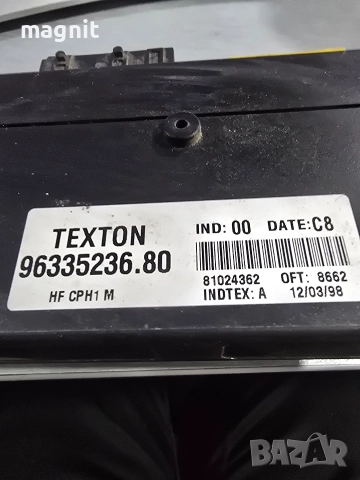 magnit
TEXTON
96335236.80
HF CPH1 M
IND: 00 DATE: C8
81024362 OFT: 8662
INDTEX: A 12/03/98
BAZAR